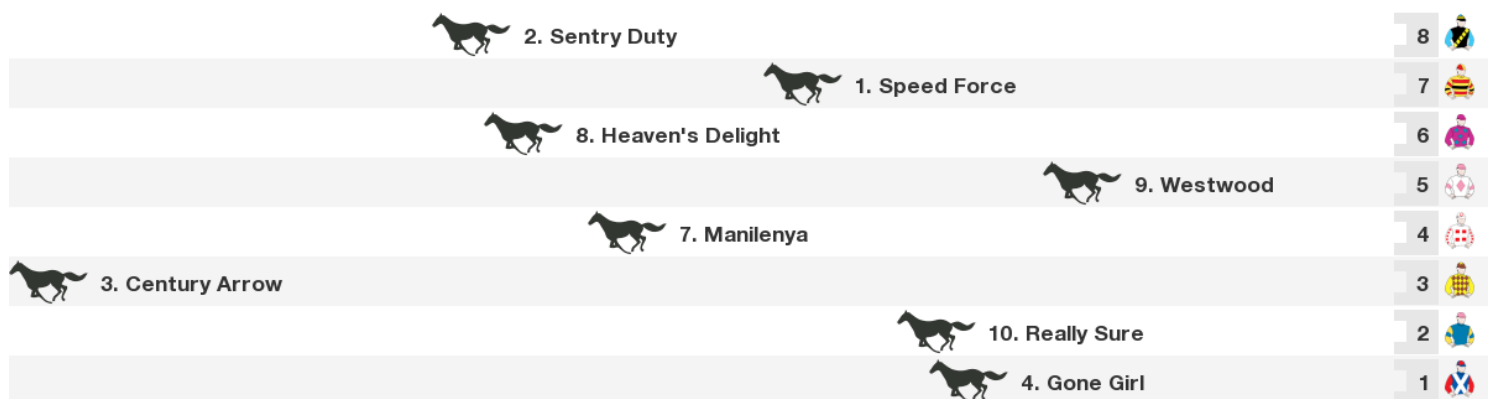 2. Sentry Duty 8
1. Speed Force 7
8. Heaven's Delight 6
9. Westwood 5
7. Manilenya 4
3. Century Arrow 3
10. Really Sure 2
4. Gone Girl 1